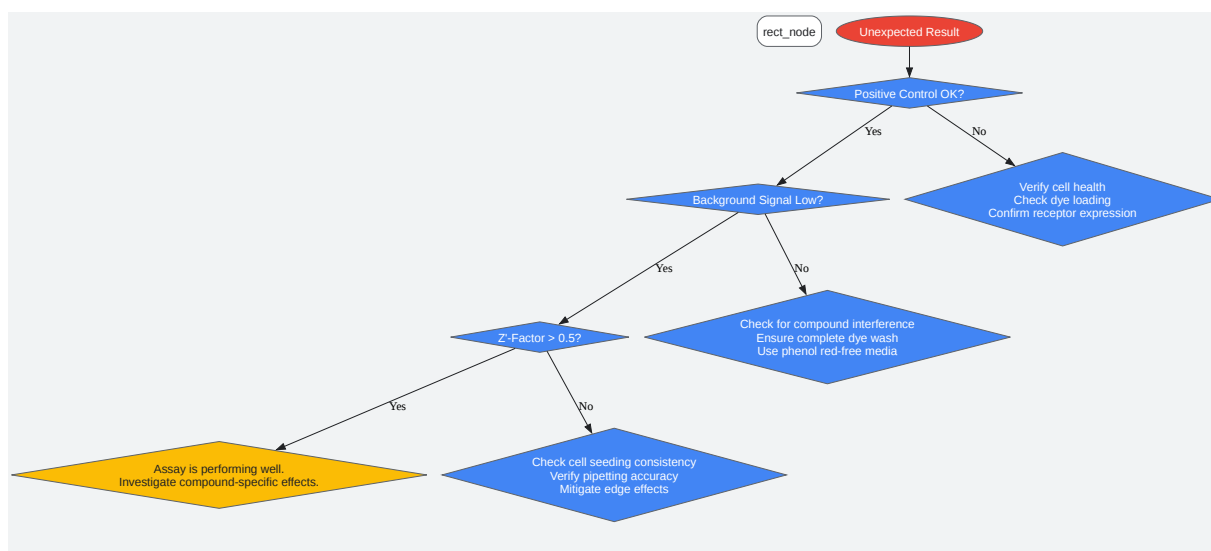 rect_node
Unexpected Result
Positive Control OK?
Yes
No
Verify cell health
Check dye loading
Confirm receptor expression
Background Signal Low?
Yes
No
Check for compound interference
Ensure complete dye wash
Use phenol red-free media
Z'-Factor > 0.5?
Yes
No
Assay is performing well.
Investigate compound-specific effects.
Check cell seeding consistency
Verify pipetting accuracy
Mitigate edge effects